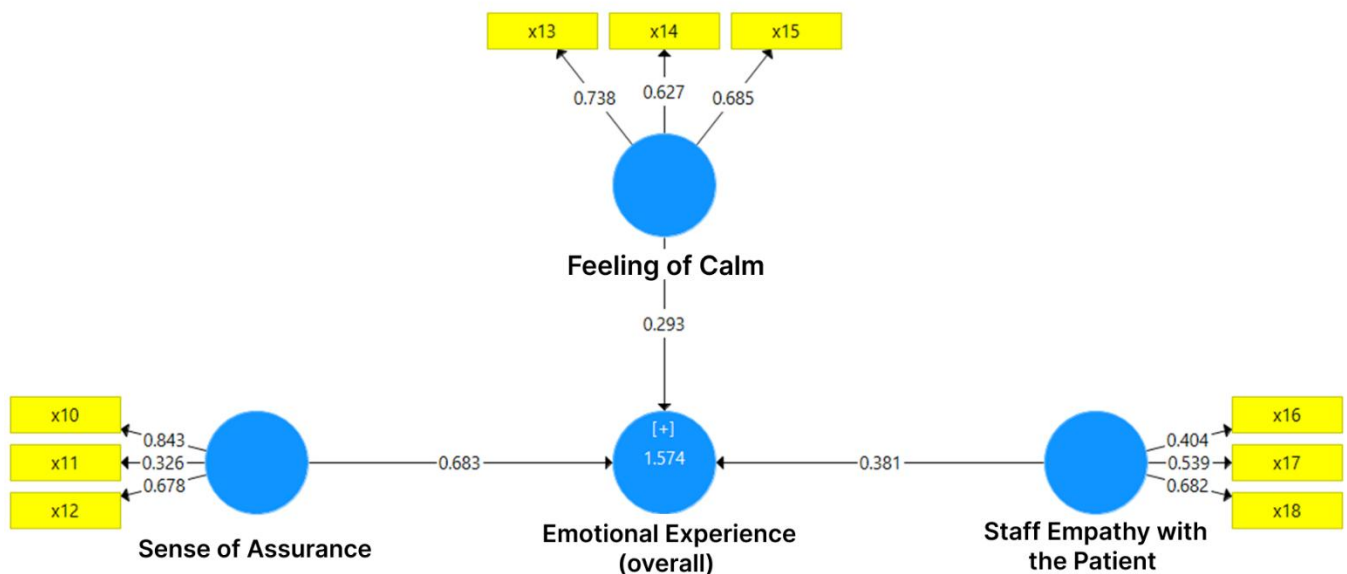 x13
x14
x15
0.738
0.627
0.685
Feeling of Calm
0.293
x10
x11
x12
0.843
0.326
0.678
0.683
[+]
1.574
0.381
0.404
0.539
0.682
x16
x17
x18
Sense of Assurance
Emotional Experience
(overall)
Staff Empathy with
the Patient